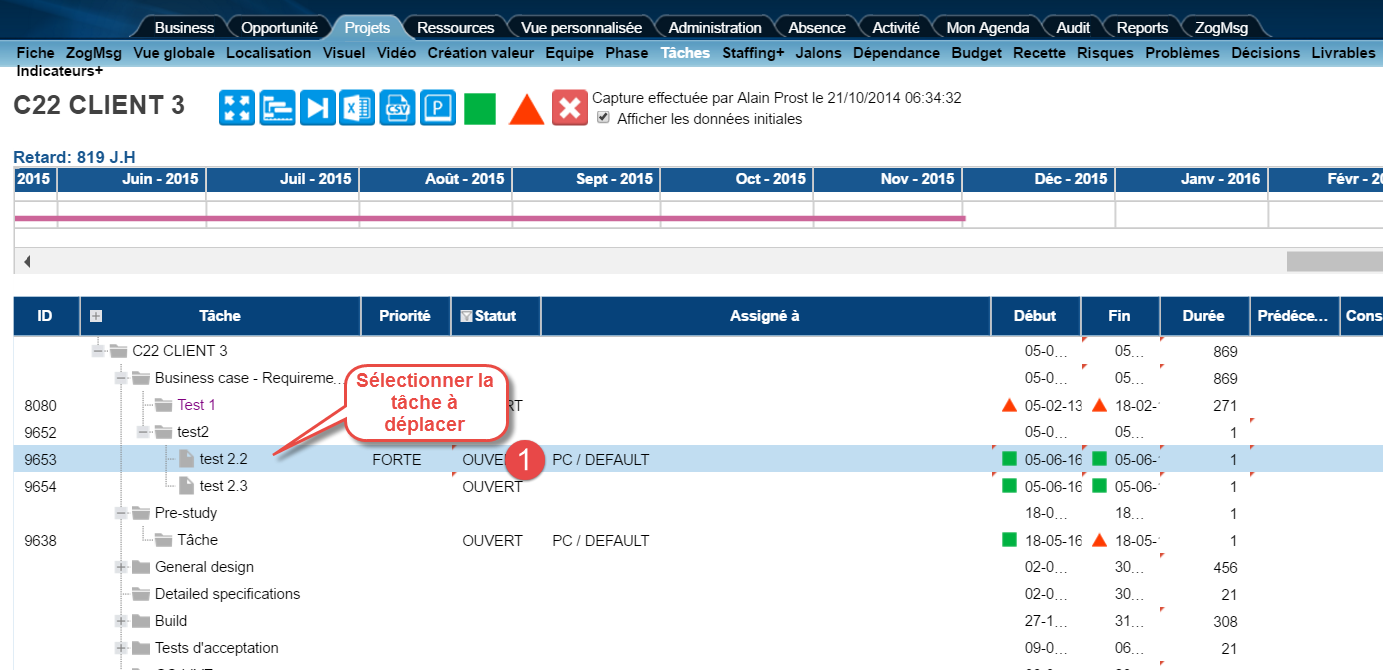 Business Opportunité Projets Ressources Vue personnalisée Administration Absence Activité Mon Agenda Audit Reports ZogMsg
Fiche ZogMsg Vue globale Localisation Visuel Vidéo Création valeur Equipe Phase Tâches Staffing+ Jalons Dépendance Budget Recette Risques Problèmes Décisions Livrables
Indicateurs+
C22 CLIENT 3
X
CSV
P
Capture effectuée par Alain Prost le 21/10/2014 06:34:32
Afficher les données initiales
Retard: 819 J.H
2015 Juin - 2015 Juil - 2015 Août - 2015 Sept - 2015 Oct - 2015 Nov - 2015 Déc - 2015 Janv - 2016 Févr - 20
ID Tâche Priorité Statut Assigné à Début Fin Durée Prédéce... Cons
C22 CLIENT 3 05-0... 05... 869
Business case - Requireme... 05-0... 05... 869
Sélectionner la
tâche à
déplacer
8080 Test 1 RT 05-02-13 18-02- 271
9652 test2 05-0... 05... 1
9653 test 2.2 FORTE OUVE 1 PC / DEFAULT 05-06-16 05-06- 1
9654 test 2.3 OUVERT 05-06-16 05-06- 1
Pre-study 18-0... 18... 1
9638 Tâche OUVERT PC / DEFAULT 18-05-16 18-05- 1
General design 02-0... 30... 456
Detailed specifications 02-0... 30... 21
Build 27-1... 31... 308
Tests d'acceptation 09-0... 06... 21